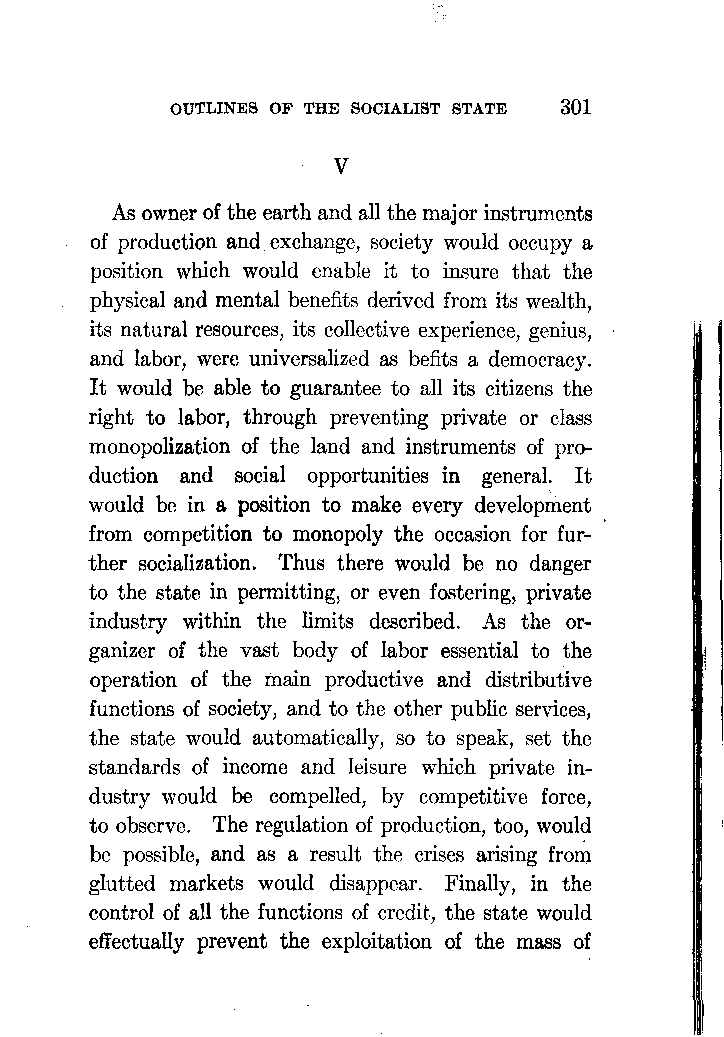 OUTLINES OF THE SOCIALIST STATE 301
V
As owner of the earth and all the major instruments
of production and exchange, society would occupy a
position which would enable it to insure that the
physical and mental benefits derived from its wealth,
its natural resources, its collective experience, genius,
and labor, were universalized as befits a democracy.
It would be able to guarantee to all its citizens the
right to labor, through preventing private or class
monopolization of the land and instruments of pro-
duction and social opportunities in general. It
would be in a position to make every development
from competition to monopoly the occasion for fur-
ther socialization. Thus there would be no danger
to the state in permitting, or even fostering, private
industry within the limits described. As the or-
ganizer of the vast body of labor essential to the
operation of the main productive and distributive
functions of society, and to the other public services,
the state would automatically, so to speak, set the
standards of income and leisure which private in-
dustry would be compelled, by competitive force,
to observe. The regulation of production, too, would
be possible, and as a result the crises arising from
glutted markets would disappear. Finally, in the
control of all the functions of credit, the state would
effectually prevent the exploitation of the mass of